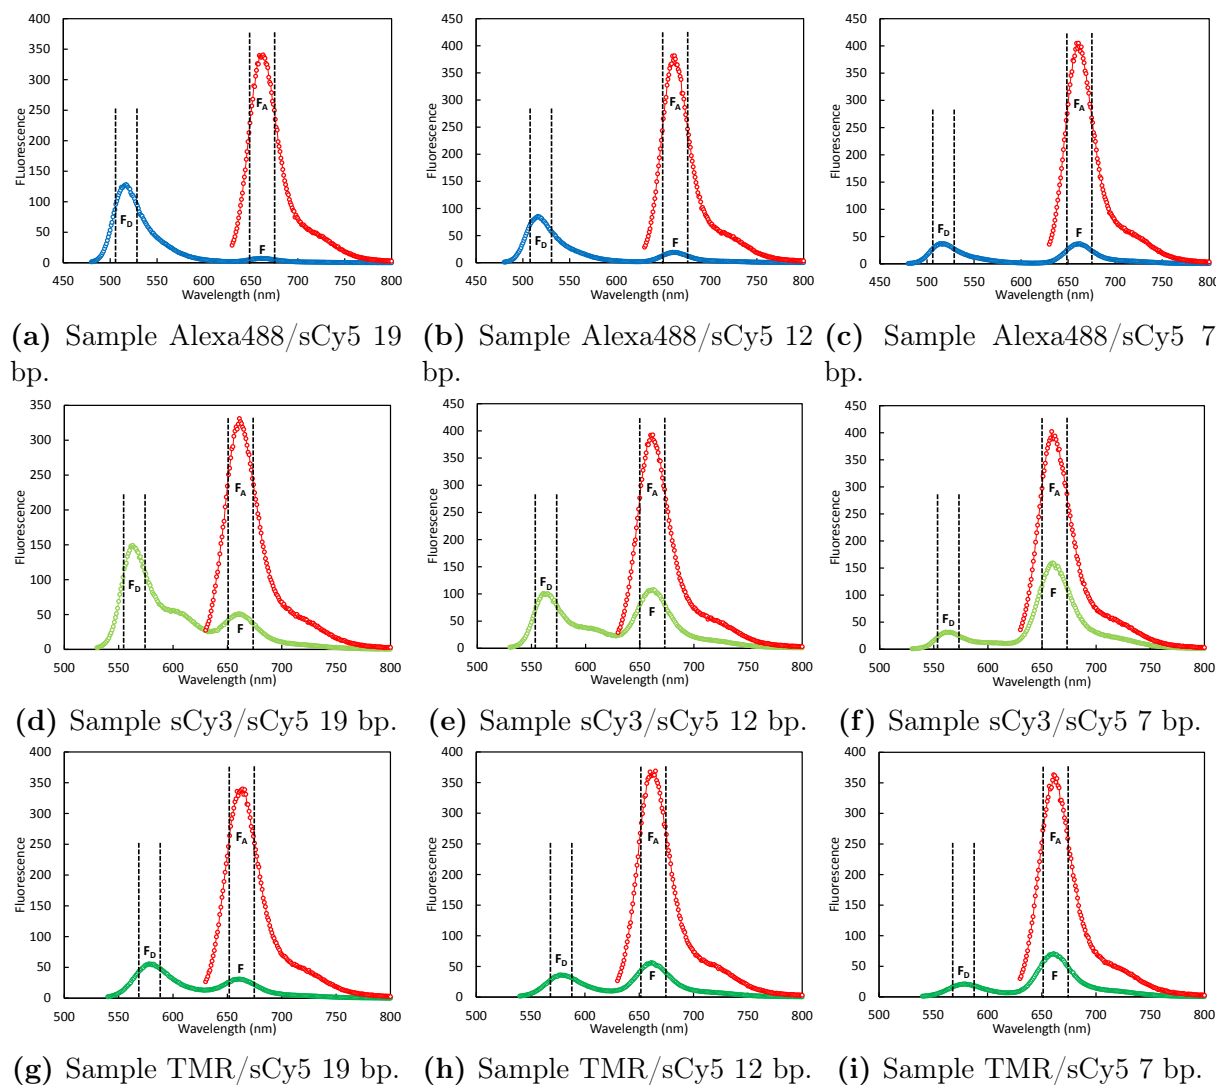 Fluorescence
400
350
300
250
200
150
100
50
0
F_D
F_A
F
450 500 550 600 650 700 750 800
Wavelength (nm)
(a) Sample Alexa488/sCy5 19
bp.
Fluorescence
450
400
350
300
250
200
150
100
50
0
F_D
F_A
F
450 500 550 600 650 700 750 800
Wavelength (nm)
(b) Sample Alexa488/sCy5 12
bp.
Fluorescence
450
400
350
300
250
200
150
100
50
0
F_D
F_A
F
450 500 550 600 650 700 750 800
Wavelength (nm)
(c) Sample Alexa488/sCy5 7
bp.
Fluorescence
350
300
250
200
150
100
50
0
F_D
F_A
F
500 550 600 650 700 750 800
Wavelength (nm)
(d) Sample sCy3/sCy5 19 bp.
Fluorescence
450
400
350
300
250
200
150
100
50
0
F_D
F_A
F
500 550 600 650 700 750 800
Wavelength (nm)
(e) Sample sCy3/sCy5 12 bp.
Fluorescence
450
400
350
300
250
200
150
100
50
0
F_D
F_A
F
500 550 600 650 700 750 800
Wavelength (nm)
(f) Sample sCy3/sCy5 7 bp.
Fluorescence
400
350
300
250
200
150
100
50
0
F_D
F_A
F
500 550 600 650 700 750 800
Wavelength (nm)
(g) Sample TMR/sCy5 19 bp.
Fluorescence
400
350
300
250
200
150
100
50
0
F_D
F_A
F
500 550 600 650 700 750 800
Wavelength (nm)
(h) Sample TMR/sCy5 12 bp.
Fluorescence
400
350
300
250
200
150
100
50
0
F_D
F_A
F
500 550 600 650 700 750 800
Wavelength (nm)
(i) Sample TMR/sCy5 7 bp.